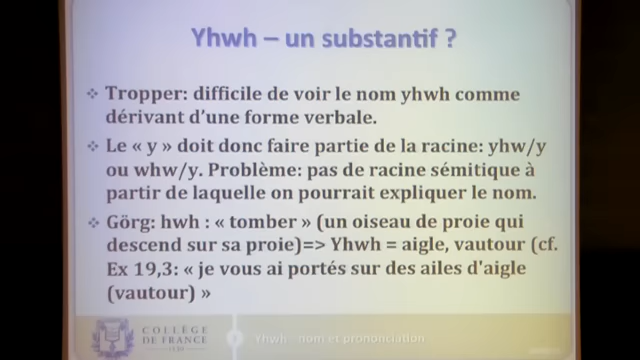 Yhwh – un substantif ?
❖ Tropper: difficile de voir le nom yhwh comme
dérivant d'une forme verbale.
❖ Le « y » doit donc faire partie de la racine: yhw/y
ou whw/y. Problème: pas de racine sémitique à
partir de laquelle on pourrait expliquer le nom.
❖ Görg: hwh : « tomber » (un oiseau de proie qui
descend sur sa proie)=> Yhwh = aigle, vautour (cf.
Ex 19,3: « je vous ai portés sur des ailes d'aigle
(vautour) »
COLLÈGE
DE FRANCE
1530
Yhwh : nom et prononciation